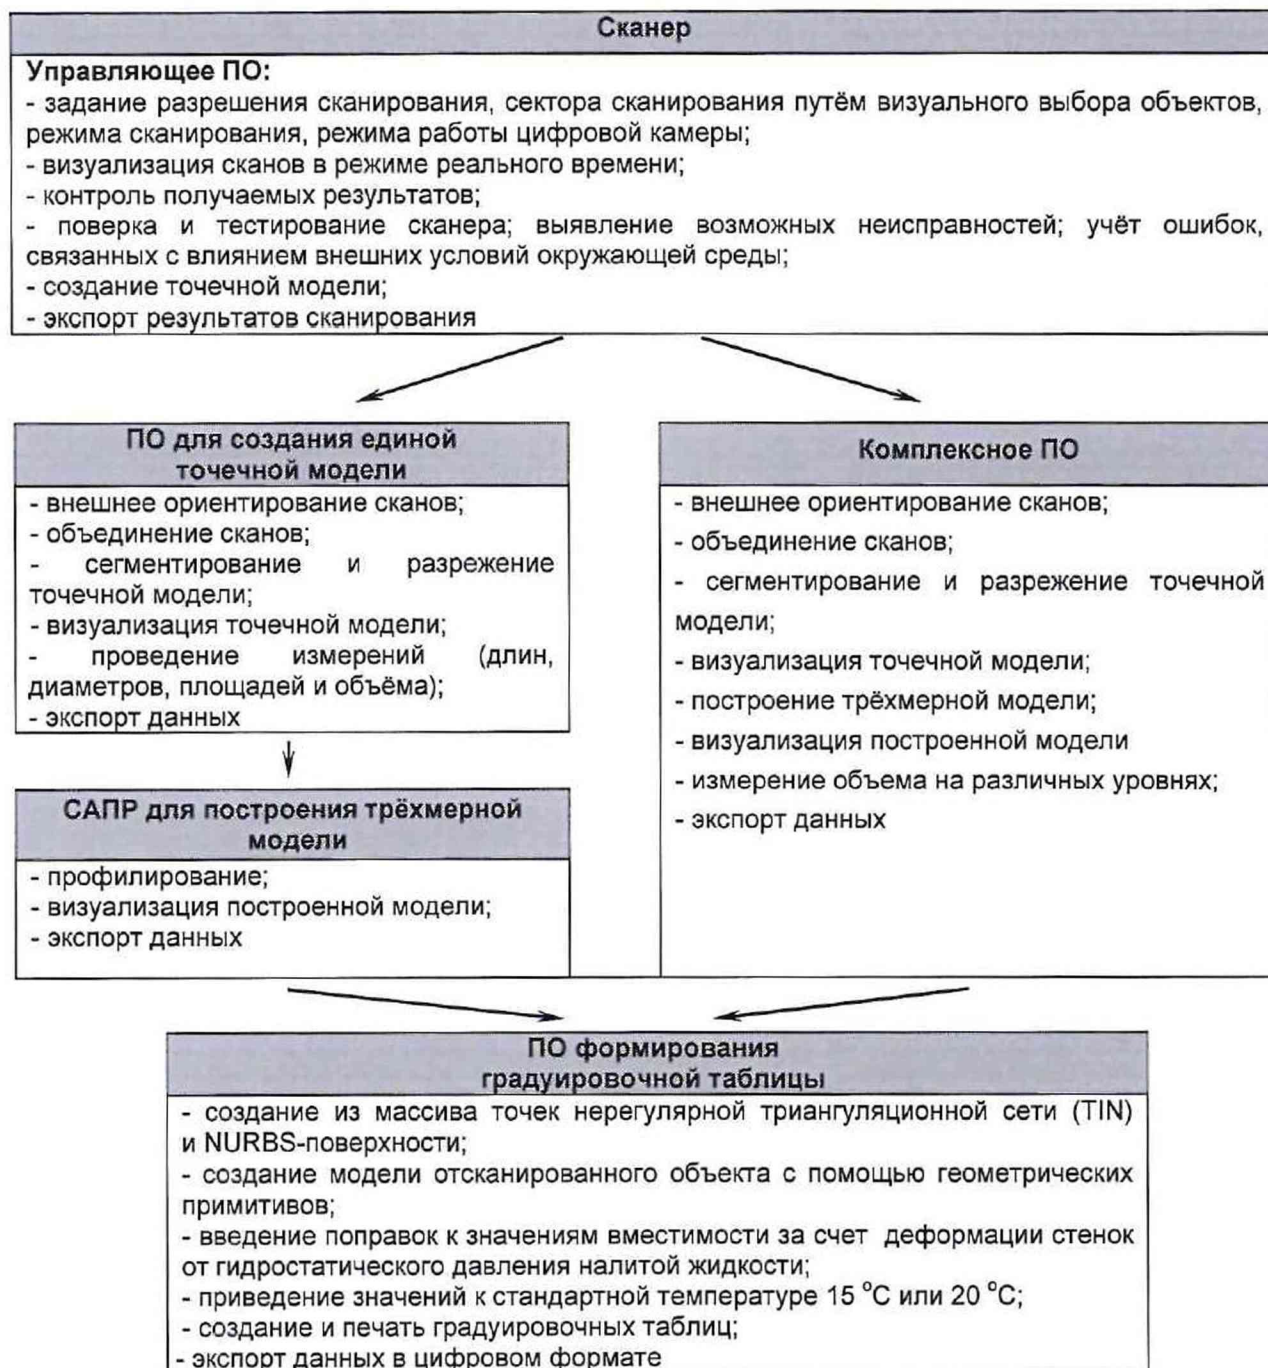 Сканер
Управляющее ПО:
- задание разрешения сканирования, сектора сканирования путём визуального выбора объектов,
режима сканирования, режима работы цифровой камеры;
- визуализация сканов в режиме реального времени;
- контроль получаемых результатов;
- поверка и тестирование сканера; выявление возможных неисправностей; учёт ошибок,
связанных с влиянием внешних условий окружающей среды;
- создание точечной модели;
- экспорт результатов сканирования
ПО для создания единой
точечной модели
- внешнее ориентирование сканов;
- объединение сканов;
- сегментирование и разрежение
точечной модели;
- визуализация точечной модели;
- проведение измерений (длин,
диаметров, площадей и объёма);
- экспорт данных
САПР для построения трёхмерной
модели
- профилирование;
- визуализация построенной модели;
- экспорт данных
Комплексное ПО
- внешнее ориентирование сканов;
- объединение сканов;
- сегментирование и разрежение точечной
модели;
- визуализация точечной модели;
- построение трёхмерной модели;
- визуализация построенной модели
- измерение объема на различных уровнях;
- экспорт данных
ПО формирования
градуировочной таблицы
- создание из массива точек нерегулярной триангуляционной сети (TIN)
и NURBS-поверхности;
- создание модели отсканированного объекта с помощью геометрических
примитивов;
- введение поправок к значениям вместимости за счет деформации стенок
от гидростатического давления налитой жидкости;
- приведение значений к стандартной температуре 15 °C или 20 °C;
- создание и печать градуировочных таблиц;
- экспорт данных в цифровом формате